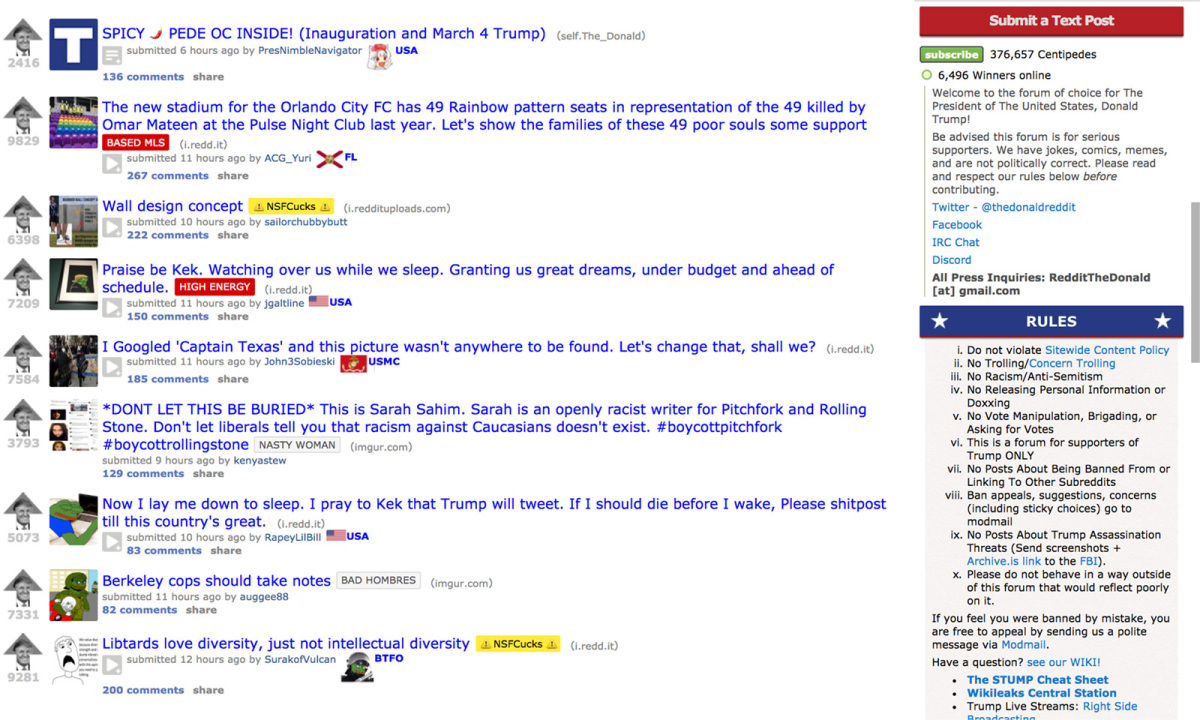 SPICY 🌶 PEDE OC INSIDE! (Inauguration and March 4 Trump) (self.The_Donald)
2416
T
submitted 6 hours ago by PresNimbleNavigator USA
136 comments share
The new stadium for the Orlando City FC has 49 Rainbow pattern seats in representation of the 49 killed by
Omar Mateen at the Pulse Night Club last year. Let's show the families of these 49 poor souls some support
9829
BASED MLS (i.redd.it)
submitted 11 hours ago by ACG_Yuri FL
267 comments share
Wall design concept ⚠ NSFCucks ⚠ (i.reddituploads.com)
6398
submitted 10 hours ago by sailorchubbybutt
222 comments share
Praise be Kek. Watching over us while we sleep. Granting us great dreams, under budget and ahead of
schedule. HIGH ENERGY (i.redd.it)
7209
submitted 11 hours ago by jgaltline USA
150 comments share
I Googled 'Captain Texas' and this picture wasn't anywhere to be found. Let's change that, shall we? (i.redd.it)
7584
submitted 11 hours ago by John3Sobieski USMC
185 comments share
*DONT LET THIS BE BURIED* This is Sarah Sahim. Sarah is an openly racist writer for Pitchfork and Rolling
Stone. Don't let liberals tell you that racism against Caucasians doesn't exist. #boycottpitchfork
3793
#boycottrollingstone NASTY WOMAN (imgur.com)
submitted 9 hours ago by kenyastew
129 comments share
Now I lay me down to sleep. I pray to Kek that Trump will tweet. If I should die before I wake, Please shitpost
till this country's great. (i.redd.it)
5073
submitted 10 hours ago by RapeyLilBill USA
83 comments share
Berkeley cops should take notes BAD HOMBRES (imgur.com)
7331
submitted 11 hours ago by auggee88
82 comments share
Libtards love diversity, just not intellectual diversity ⚠ NSFCucks ⚠ (i.redd.it)
9281
submitted 12 hours ago by SurakofVulcan BTFO
200 comments share
Submit a Text Post
subscribe 376,657 Centipedes
6,496 Winners online
Welcome to the forum of choice for The
President of The United States, Donald
Trump!
Be advised this forum is for serious
supporters. We have jokes, comics, memes,
and are not politically correct. Please read
and respect our rules below before
contributing.
Twitter - @thedonaldreddit
Facebook
IRC Chat
Discord
All Press Inquiries: RedditTheDonald
[at] gmail.com
RULES
i. Do not violate Sitewide Content Policy
ii. No Trolling/Concern Trolling
iii. No Racism/Anti-Semitism
iv. No Releasing Personal Information or
Doxxing
v. No Vote Manipulation, Brigading, or
Asking for Votes
vi. This is a forum for supporters of
Trump ONLY
vii. No Posts About Being Banned From or
Linking To Other Subreddits
viii. Ban appeals, suggestions, concerns
(including sticky choices) go to
modmail
ix. No Posts About Trump Assassination
Threats (Send screenshots +
Archive.is link to the FBI).
x. Please do not behave in a way outside
of this forum that would reflect poorly
on it.
If you feel you were banned by mistake, you
are free to appeal by sending us a polite
message via Modmail.
Have a question? see our WIKI!
• The STUMP Cheat Sheet
• Wikileaks Central Station
• Trump Live Streams: Right Side
Broadcasting